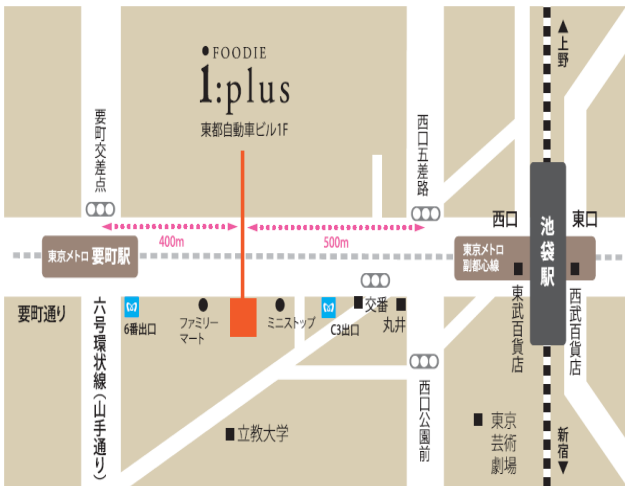 FOODIE
i:plus
東都自動車ビル1F
▲上野
要町交差点
西口五差路
400m
500m
西口
東口
池袋駅
東京メトロ 要町駅
東京メトロ
副都心線
要町通り
六号環状線(山手通り)
6番出口
ファミリー
マート
ミニストップ
C3出口
交番
丸井
東武百貨店
西武百貨店
西口公園前
立教大学
東京
芸術
劇場
新宿▼